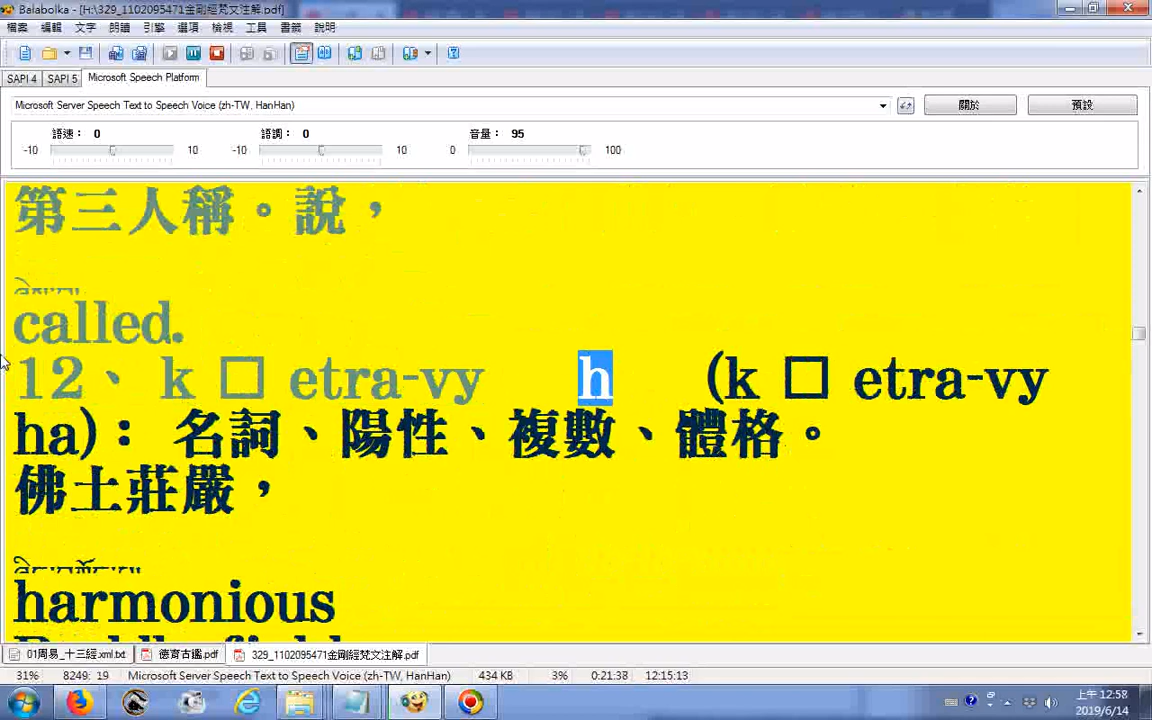 Balabolka - [H:\329_1102095471金剛經梵文注解.pdf]
檔案 編輯 文字 朗讀 引擎 選項 檢視 工具 書籤 說明
SAPI 4 SAPI 5 Microsoft Speech Platform
Microsoft Server Speech Text to Speech Voice (zh-TW, HanHan) 關於 預設
語速： 0 語調： 0 音量： 95
-10 10 -10 10 0 100
第三人稱。說，
called.
12、 k □ etra-vy h (k □ etra-vy
ha)： 名詞、陽性、複數、體格。
佛土莊嚴，
harmonious
01周易_十三經.xml.txt 德育古鑑.pdf 329_1102095471金剛經梵文注解.pdf
31% 8249: 19 Microsoft Server Speech Text to Speech Voice (zh-TW, HanHan) 434 KB 3% 0:21:38 12:15:13
上午 12:58
2019/6/14